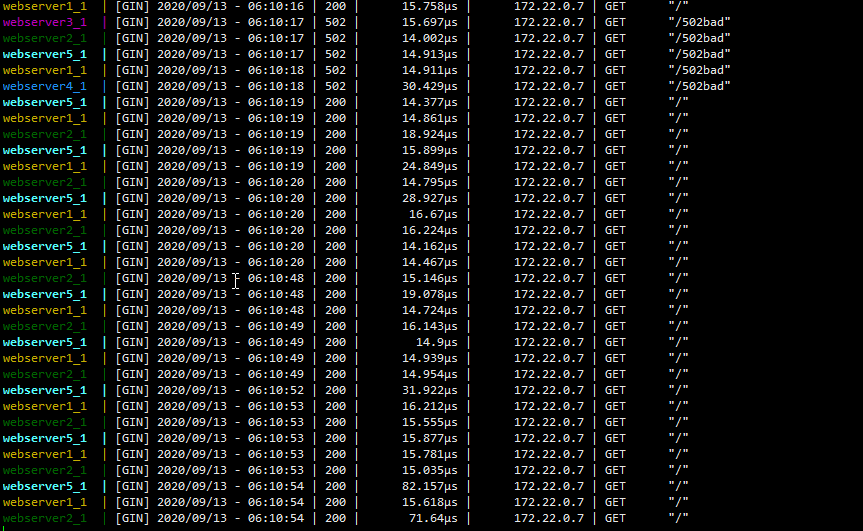 webserver1_1 | [GIN] 2020/09/13 - 06:10:16 | 200 | 15.758µs | 172.22.0.7 | GET "/"
webserver3_1 | [GIN] 2020/09/13 - 06:10:17 | 502 | 15.697µs | 172.22.0.7 | GET "/502bad"
webserver2_1 | [GIN] 2020/09/13 - 06:10:17 | 502 | 14.002µs | 172.22.0.7 | GET "/502bad"
webserver5_1 | [GIN] 2020/09/13 - 06:10:17 | 502 | 14.913µs | 172.22.0.7 | GET "/502bad"
webserver1_1 | [GIN] 2020/09/13 - 06:10:18 | 502 | 14.911µs | 172.22.0.7 | GET "/502bad"
webserver4_1 | [GIN] 2020/09/13 - 06:10:18 | 502 | 30.429µs | 172.22.0.7 | GET "/502bad"
webserver5_1 | [GIN] 2020/09/13 - 06:10:19 | 200 | 14.377µs | 172.22.0.7 | GET "/"
webserver1_1 | [GIN] 2020/09/13 - 06:10:19 | 200 | 14.861µs | 172.22.0.7 | GET "/"
webserver2_1 | [GIN] 2020/09/13 - 06:10:19 | 200 | 18.924µs | 172.22.0.7 | GET "/"
webserver5_1 | [GIN] 2020/09/13 - 06:10:19 | 200 | 15.899µs | 172.22.0.7 | GET "/"
webserver1_1 | [GIN] 2020/09/13 - 06:10:19 | 200 | 24.849µs | 172.22.0.7 | GET "/"
webserver2_1 | [GIN] 2020/09/13 - 06:10:20 | 200 | 14.795µs | 172.22.0.7 | GET "/"
webserver5_1 | [GIN] 2020/09/13 - 06:10:20 | 200 | 28.927µs | 172.22.0.7 | GET "/"
webserver1_1 | [GIN] 2020/09/13 - 06:10:20 | 200 | 16.67µs | 172.22.0.7 | GET "/"
webserver2_1 | [GIN] 2020/09/13 - 06:10:20 | 200 | 16.224µs | 172.22.0.7 | GET "/"
webserver5_1 | [GIN] 2020/09/13 - 06:10:20 | 200 | 14.162µs | 172.22.0.7 | GET "/"
webserver1_1 | [GIN] 2020/09/13 - 06:10:20 | 200 | 14.467µs | 172.22.0.7 | GET "/"
webserver2_1 | [GIN] 2020/09/13 - 06:10:48 | 200 | 15.146µs | 172.22.0.7 | GET "/"
webserver5_1 | [GIN] 2020/09/13 - 06:10:48 | 200 | 19.078µs | 172.22.0.7 | GET "/"
webserver1_1 | [GIN] 2020/09/13 - 06:10:48 | 200 | 14.724µs | 172.22.0.7 | GET "/"
webserver2_1 | [GIN] 2020/09/13 - 06:10:49 | 200 | 16.143µs | 172.22.0.7 | GET "/"
webserver5_1 | [GIN] 2020/09/13 - 06:10:49 | 200 | 14.9µs | 172.22.0.7 | GET "/"
webserver1_1 | [GIN] 2020/09/13 - 06:10:49 | 200 | 14.939µs | 172.22.0.7 | GET "/"
webserver2_1 | [GIN] 2020/09/13 - 06:10:49 | 200 | 14.954µs | 172.22.0.7 | GET "/"
webserver5_1 | [GIN] 2020/09/13 - 06:10:52 | 200 | 31.922µs | 172.22.0.7 | GET "/"
webserver1_1 | [GIN] 2020/09/13 - 06:10:53 | 200 | 16.212µs | 172.22.0.7 | GET "/"
webserver2_1 | [GIN] 2020/09/13 - 06:10:53 | 200 | 15.555µs | 172.22.0.7 | GET "/"
webserver5_1 | [GIN] 2020/09/13 - 06:10:53 | 200 | 15.877µs | 172.22.0.7 | GET "/"
webserver1_1 | [GIN] 2020/09/13 - 06:10:53 | 200 | 15.781µs | 172.22.0.7 | GET "/"
webserver2_1 | [GIN] 2020/09/13 - 06:10:53 | 200 | 15.035µs | 172.22.0.7 | GET "/"
webserver5_1 | [GIN] 2020/09/13 - 06:10:54 | 200 | 82.157µs | 172.22.0.7 | GET "/"
webserver1_1 | [GIN] 2020/09/13 - 06:10:54 | 200 | 15.618µs | 172.22.0.7 | GET "/"
webserver2_1 | [GIN] 2020/09/13 - 06:10:54 | 200 | 71.64µs | 172.22.0.7 | GET "/"